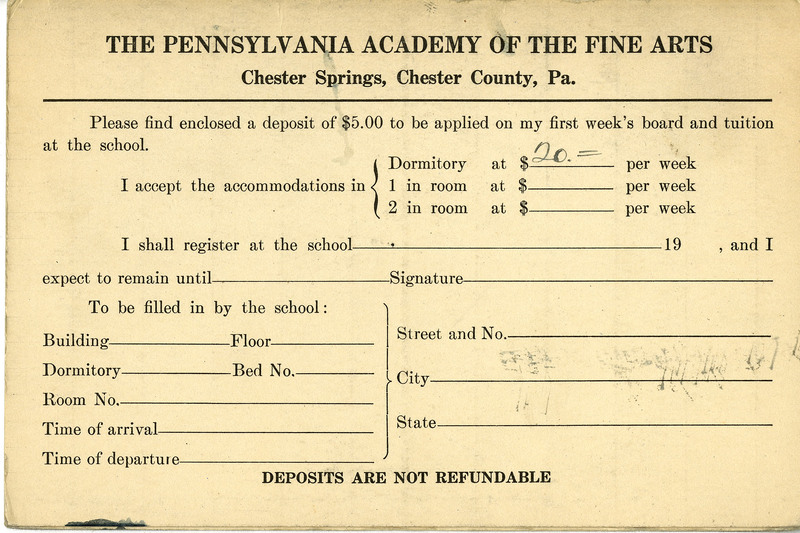 THE PENNSYLVANIA ACADEMY OF THE FINE ARTS
Chester Springs, Chester County, Pa.
Please find enclosed a deposit of $5.00 to be applied on my first week's board and tuition
at the school.
I accept the accommodations in
Dormitory at $ 20.= per week
1 in room at $ per week
2 in room at $ per week
I shall register at the school 19 , and I
expect to remain until Signature
To be filled in by the school:
Building Floor
Dormitory Bed No.
Room No.
Time of arrival
Time of departure
Street and No.
City
State
DEPOSITS ARE NOT REFUNDABLE